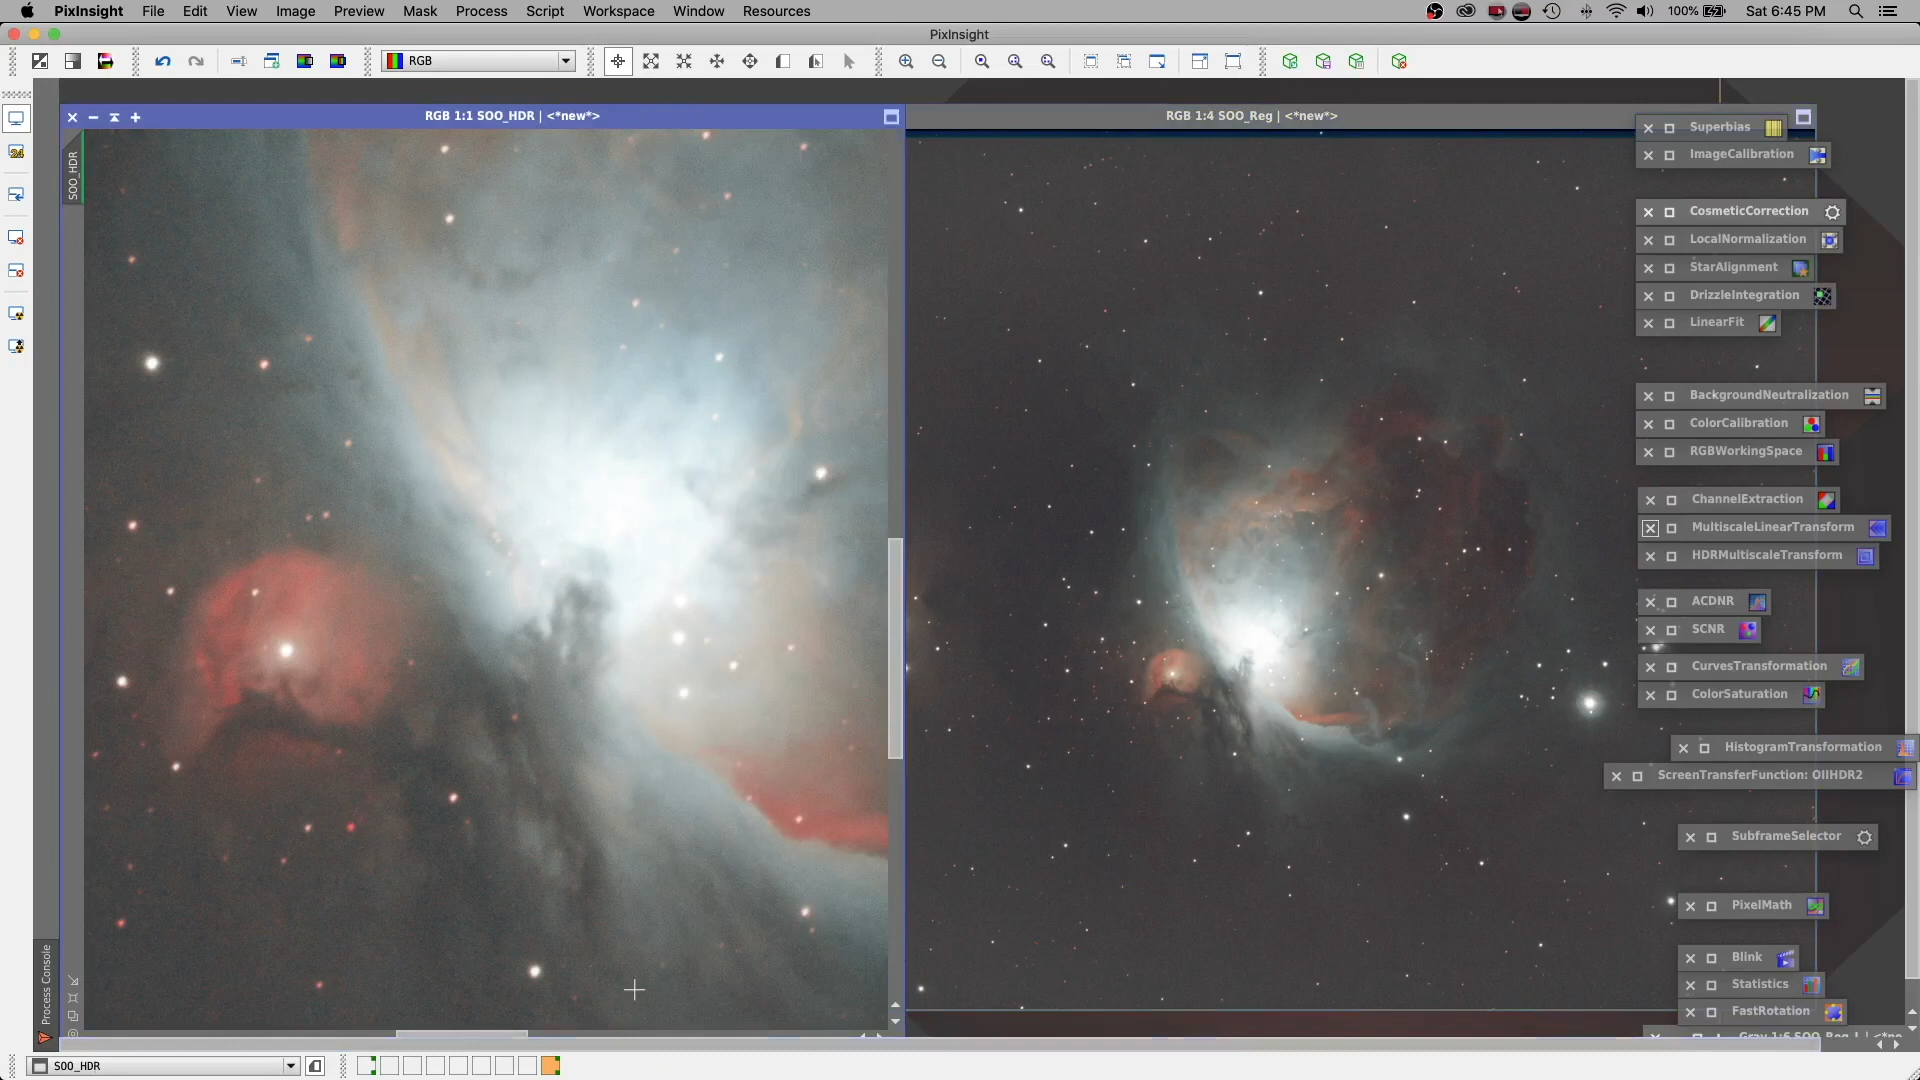 PixInsight File Edit View Image Preview Mask Process Script Workspace Window Resources 100% Sat 6:45 PM
PixInsight
RGB
RGB 1:1 SOO_HDR | <*new*>
RGB 1:4 SOO_Reg | <*new*>
SOO_HDR
24
Superbias
ImageCalibration
CosmeticCorrection
LocalNormalization
StarAlignment
DrizzleIntegration
LinearFit
BackgroundNeutralization
ColorCalibration
RGBWorkingSpace
ChannelExtraction
MultiscaleLinearTransform
HDRMultiscaleTransform
ACDNR
SCNR
CurvesTransformation
ColorSaturation
HistogramTransformation
ScreenTransferFunction: OIIHDR2
SubframeSelector
PixelMath
Blink
Statistics
FastRotation
Process Console
SOO_HDR